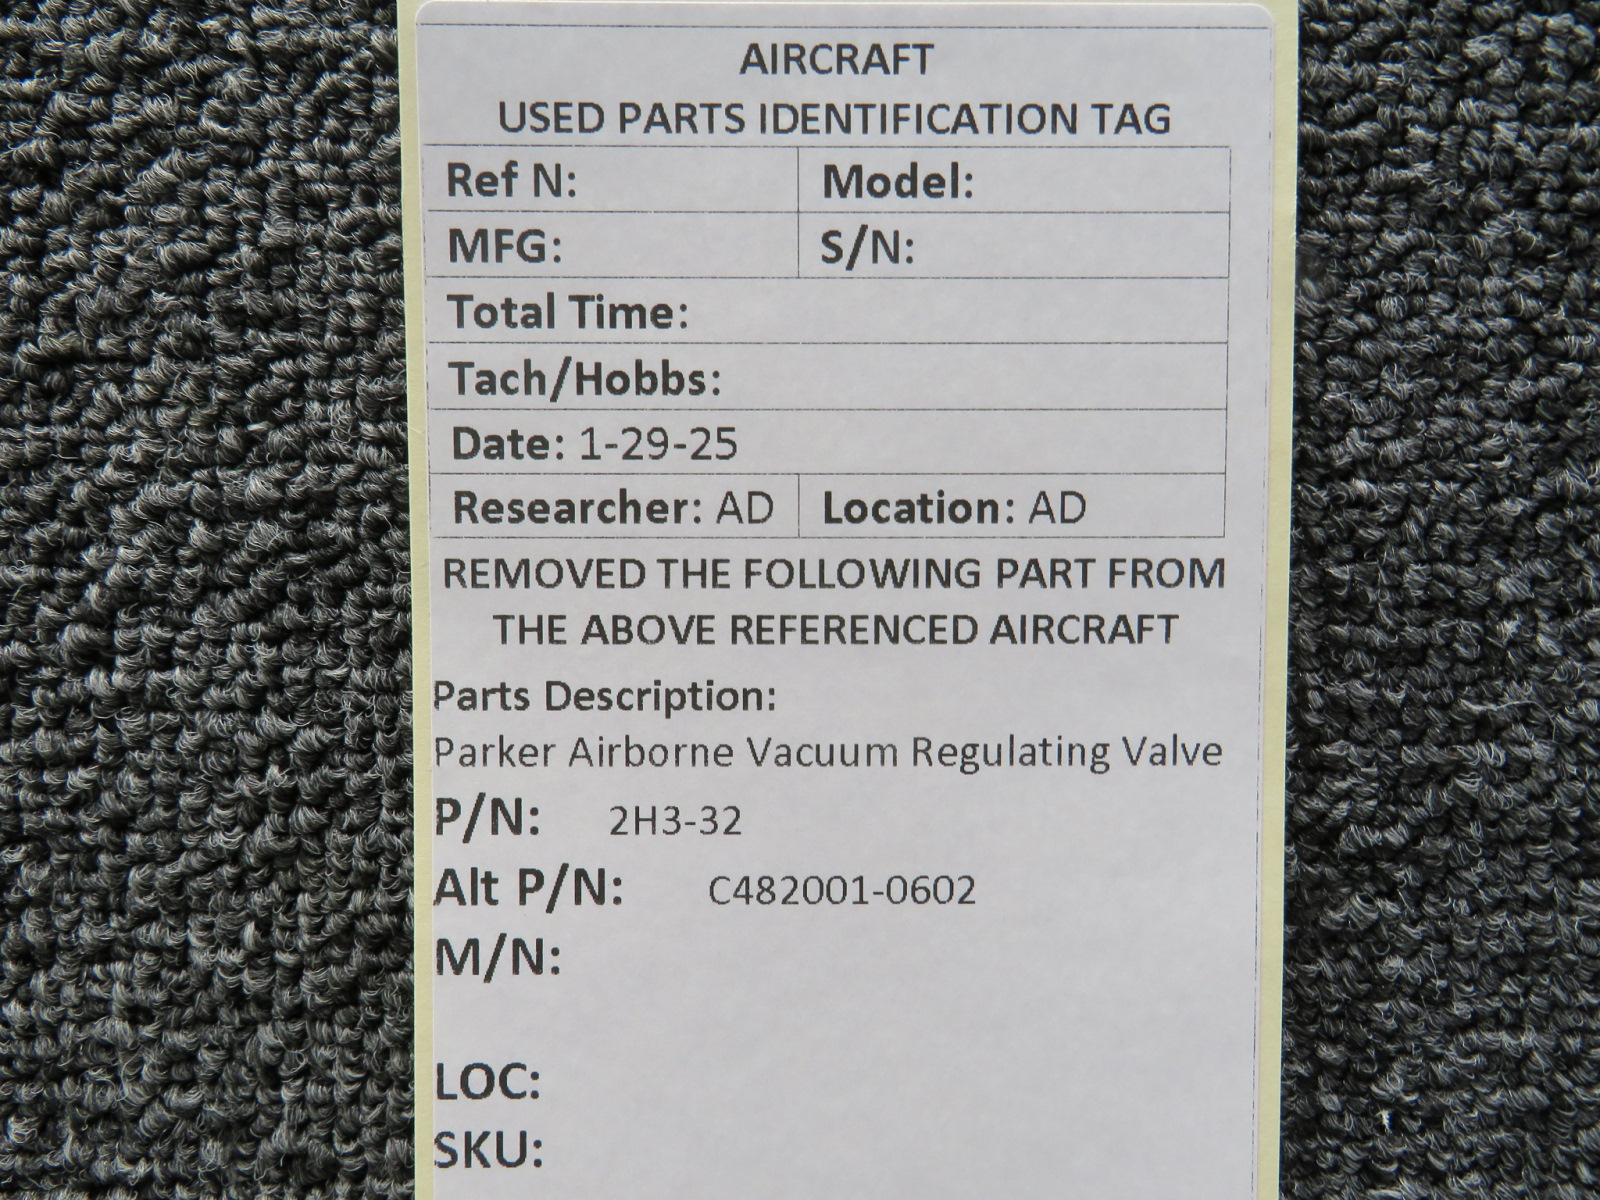 AIRCRAFT
USED PARTS IDENTIFICATION TAG
Ref N: Model:
MFG: S/N:
Total Time:
Tach/Hobbs:
Date: 1-29-25
Researcher: AD Location: AD
REMOVED THE FOLLOWING PART FROM
THE ABOVE REFERENCED AIRCRAFT
Parts Description:
Parker Airborne Vacuum Regulating Valve
P/N: 2H3-32
Alt P/N: C482001-0602
M/N:
LOC:
SKU: